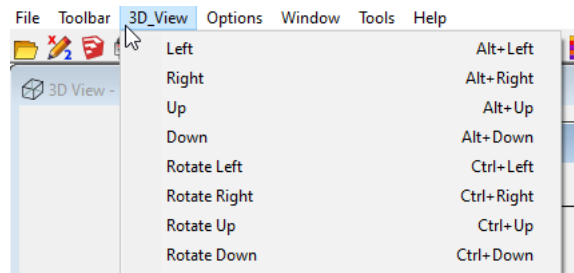 File Toolbar 3D_View Options Window Tools Help
3D View -
Left Alt+Left
Right Alt+Right
Up Alt+Up
Down Alt+Down
Rotate Left Ctrl+Left
Rotate Right Ctrl+Right
Rotate Up Ctrl+Up
Rotate Down Ctrl+Down